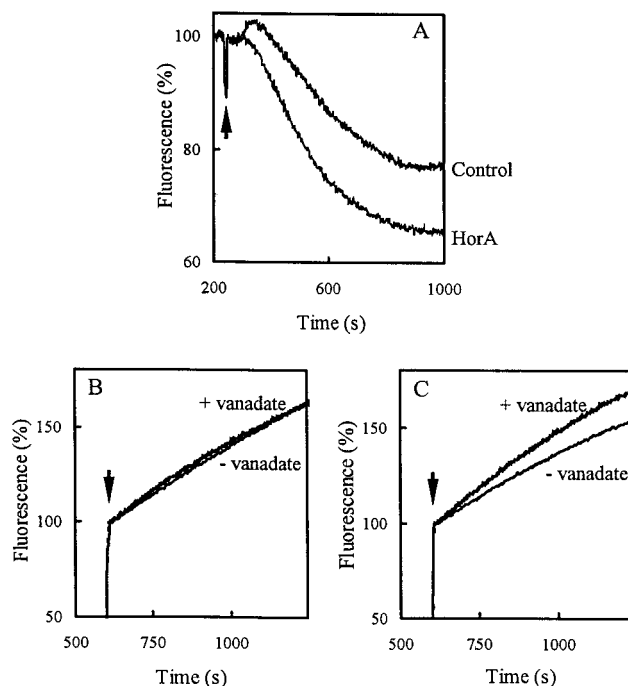 A
Fluorescence (%)
100
80
60
Control
HorA
200
600
1000
Time (s)
B
Fluorescence (%)
150
100
50
+ vanadate
- vanadate
500
750
1000
Time (s)
C
Fluorescence (%)
150
100
50
+ vanadate
- vanadate
500
750
1000
Time (s)